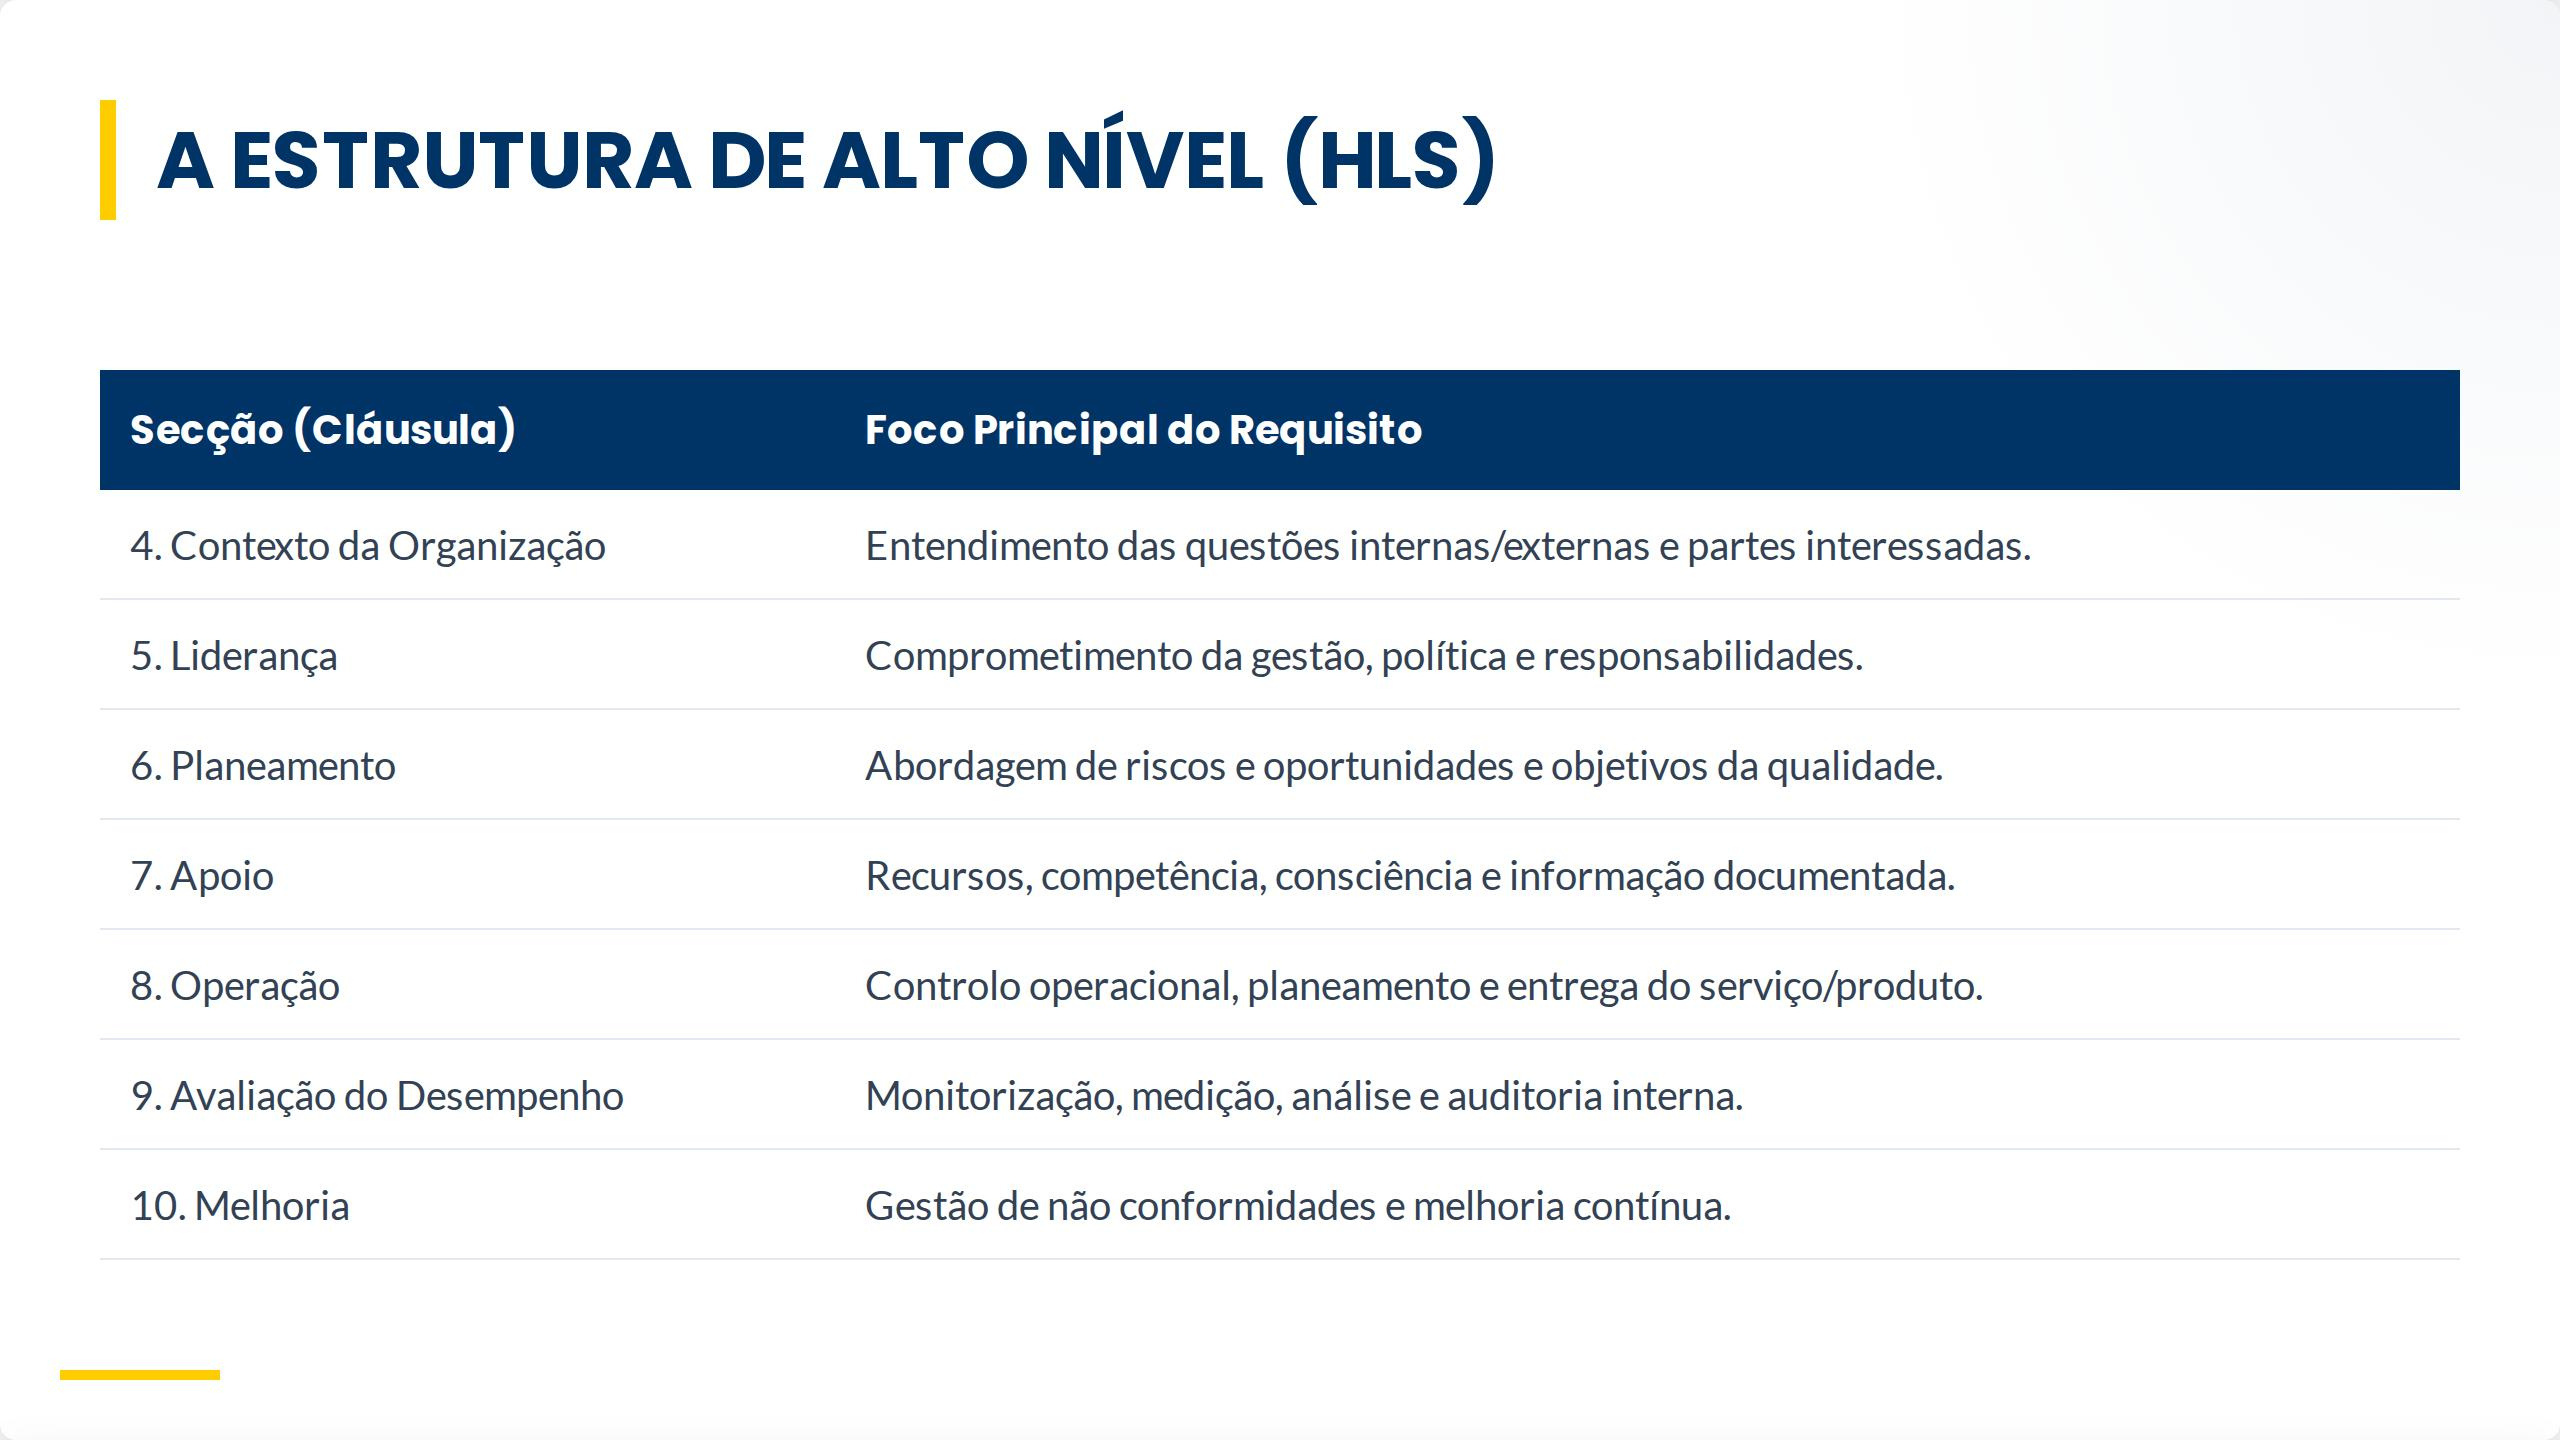 A ESTRUTURA DE ALTO NÍVEL (HLS)
Secção (Cláusula) Foco Principal do Requisito
4. Contexto da Organização Entendimento das questões internas/externas e partes interessadas.
5. Liderança Comprometimento da gestão, política e responsabilidades.
6. Planeamento Abordagem de riscos e oportunidades e objetivos da qualidade.
7. Apoio Recursos, competência, consciência e informação documentada.
8. Operação Controlo operacional, planeamento e entrega do serviço/produto.
9. Avaliação do Desempenho Monitorização, medição, análise e auditoria interna.
10. Melhoria Gestão de não conformidades e melhoria contínua.